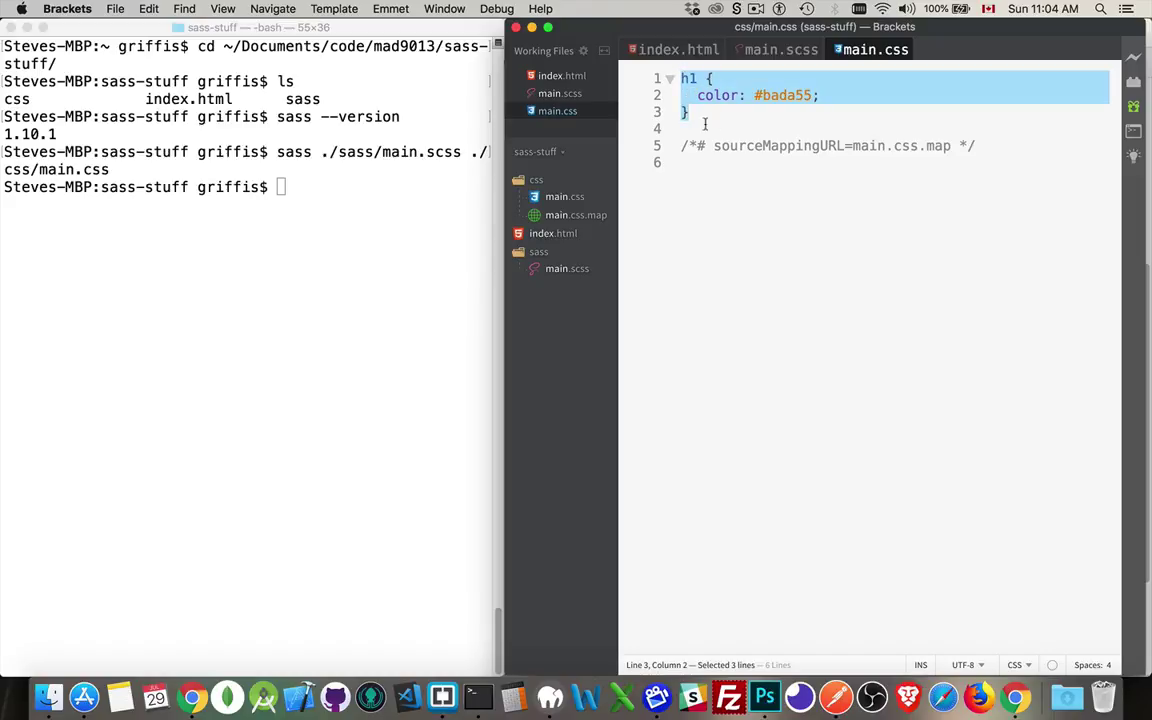 Brackets File Edit Find View Navigate Template Emmet Window Debug Help
100% Sun 11:04 AM
sass-stuff — -bash — 55×36
Steves-MBP:~ griffis$ cd ~/Documents/code/mad9013/sass-
stuff/
Steves-MBP:sass-stuff griffis$ ls
css index.html sass
Steves-MBP:sass-stuff griffis$ sass --version
1.10.1
Steves-MBP:sass-stuff griffis$ sass ./sass/main.scss ./
css/main.css
Steves-MBP:sass-stuff griffis$
css/main.css (sass-stuff) — Brackets
Working Files
index.html
main.scss
main.css
sass-stuff
css
main.css
main.css.map
index.html
sass
main.scss
index.html main.scss main.css
1 h1 {
2 color: #bada55;
3 }
4
5 /*# sourceMappingURL=main.css.map */
6
Line 3, Column 2 — Selected 3 lines — 6 Lines
INS UTF-8 CSS Spaces: 4
JUL
29